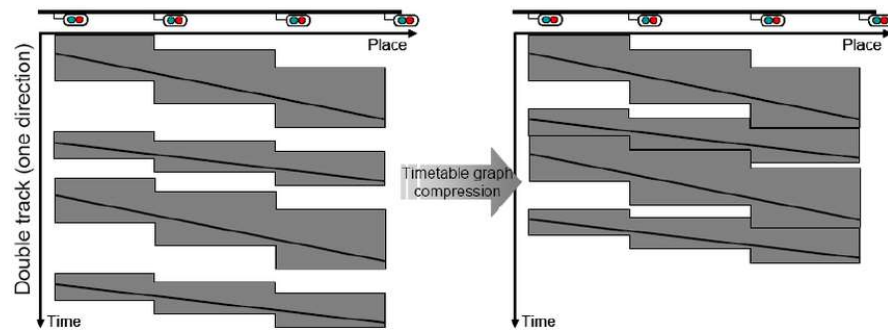 Place
Place
Double track (one direction)
Timetable graph
compression
Time
Time